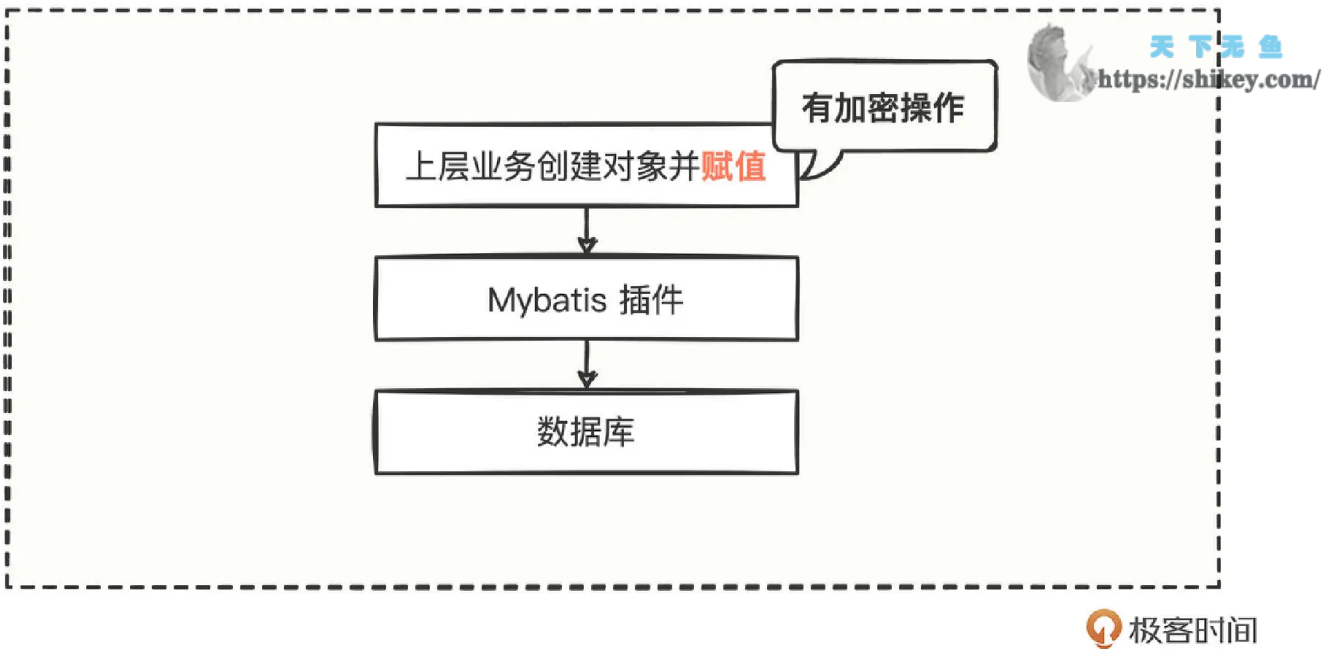 天下无鱼
https://shikey.com/
有加密操作
上层业务创建对象并赋值
Mybatis 插件
数据库
极客时间